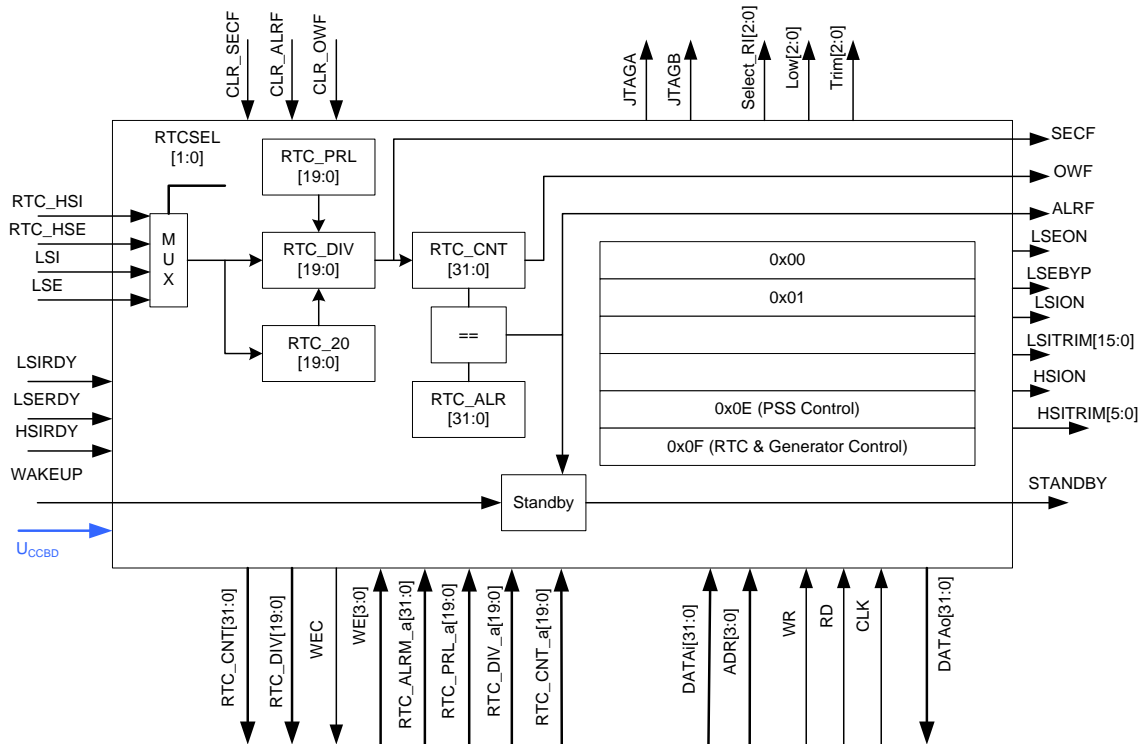 CLR_SECF
CLR_ALRF
CLR_OWF
JTAGA
JTAGB
Select_RI[2:0]
Low[2:0]
Trim[2:0]
RTCSEL
[1:0]
RTC_PRL
[19:0]
SECF
OWF
ALRF
RTC_HSI
RTC_HSE
LSI
LSE
MUX
RTC_DIV
[19:0]
RTC_CNT
[31:0]
RTC_20
[19:0]
==
RTC_ALR
[31:0]
0x00
0x01
0x0E (PSS Control)
0x0F (RTC & Generator Control)
LSEON
LSEBYP
LSION
LSITRIM[15:0]
HSION
HSITRIM[5:0]
LSIRDY
LSERDY
HSIRDY
WAKEUP
Standby
STANDBY
UCCBD
RTC_CNT[31:0]
RTC_DIV[19:0]
WEC
WE[3:0]
RTC_ALRM_a[31:0]
RTC_PRL_a[19:0]
RTC_DIV_a[19:0]
RTC_CNT_a[19:0]
DATAi[31:0]
ADR[3:0]
WR
RD
CLK
DATAo[31:0]